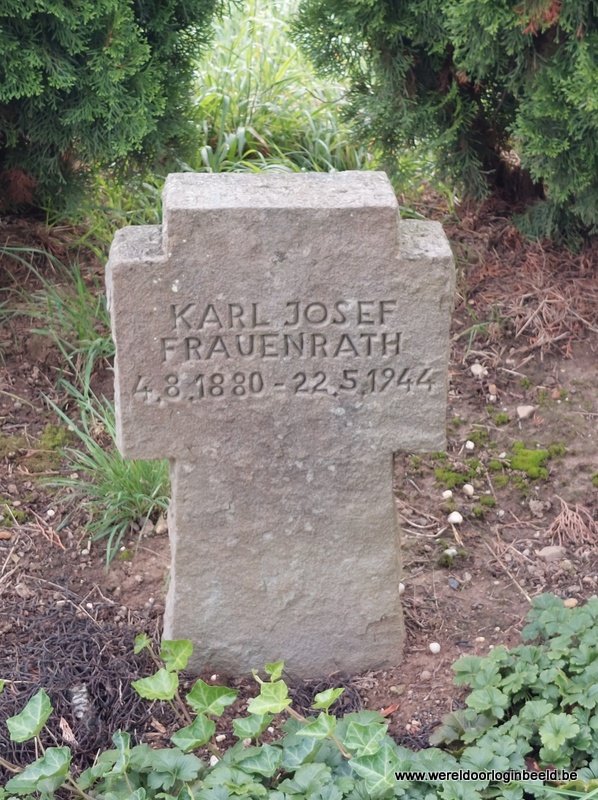 KARL JOSEF
FRAUENRATH
4.8.1880 - 22.5.1944
www.wereldoorloginbeeld.be